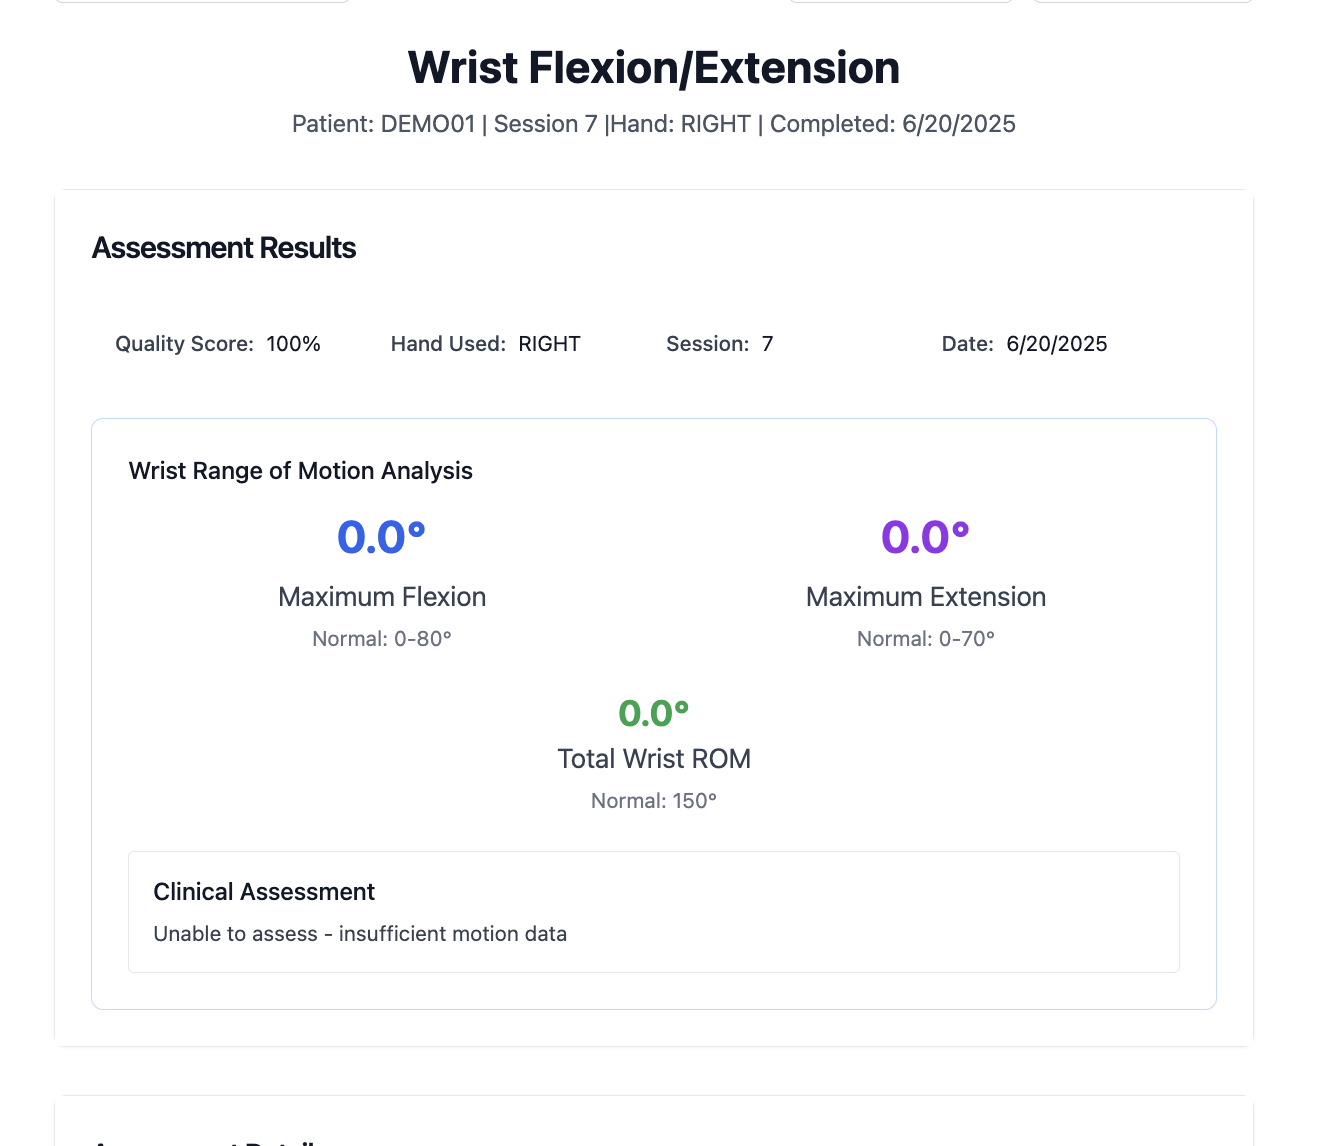 Wrist Flexion/Extension
Patient: DEMO01 | Session 7 |Hand: RIGHT | Completed: 6/20/2025
Assessment Results
Quality Score: 100% Hand Used: RIGHT Session: 7 Date: 6/20/2025
Wrist Range of Motion Analysis
0.0° 0.0°
Maximum Flexion Maximum Extension
Normal: 0-80° Normal: 0-70°
0.0°
Total Wrist ROM
Normal: 150°
Clinical Assessment
Unable to assess - insufficient motion data